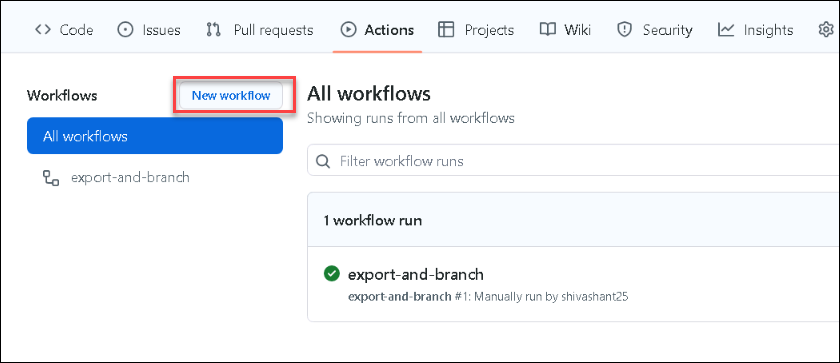 Code Issues Pull requests Actions Projects Wiki Security Insights
Workflows
New workflow
All workflows
export-and-branch
All workflows
Showing runs from all workflows
Filter workflow runs
1 workflow run
export-and-branch
export-and-branch #1: Manually run by shivashant25